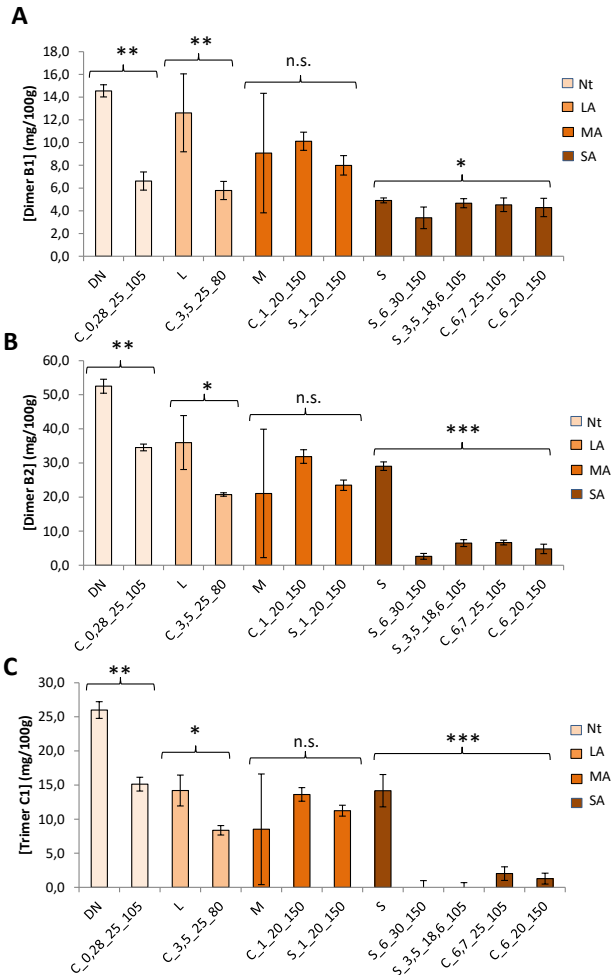 A
[Dimer B1] (mg/100g)
18,0
16,0
14,0
12,0
10,0
8,0
6,0
4,0
2,0
0,0
**
**
n.s.
*
Nt
LA
MA
SA
DN
C_0,28_25_105
L
C_3,5_25_80
M
C_1_20_150
S_1_20_150
S
S_6_30_150
S_3,5_18,6_105
C_6,7_25_105
C_6_20_150
B
[Dimer B2] (mg/100g)
60,0
50,0
40,0
30,0
20,0
10,0
0,0
**
*
n.s.
***
Nt
LA
MA
SA
DN
C_0,28_25_105
L
C_3,5_25_80
M
C_1_20_150
S_1_20_150
S
S_6_30_150
S_3,5_18,6_105
C_6,7_25_105
C_6_20_150
C
[Trimer C1] (mg/100g)
30,0
25,0
20,0
15,0
10,0
5,0
0,0
**
*
n.s.
***
Nt
LA
MA
SA
DN
C_0,28_25_105
L
C_3,5_25_80
M
C_1_20_150
S_1_20_150
S
S_6_30_150
S_3,5_18,6_105
C_6,7_25_105
C_6_20_150